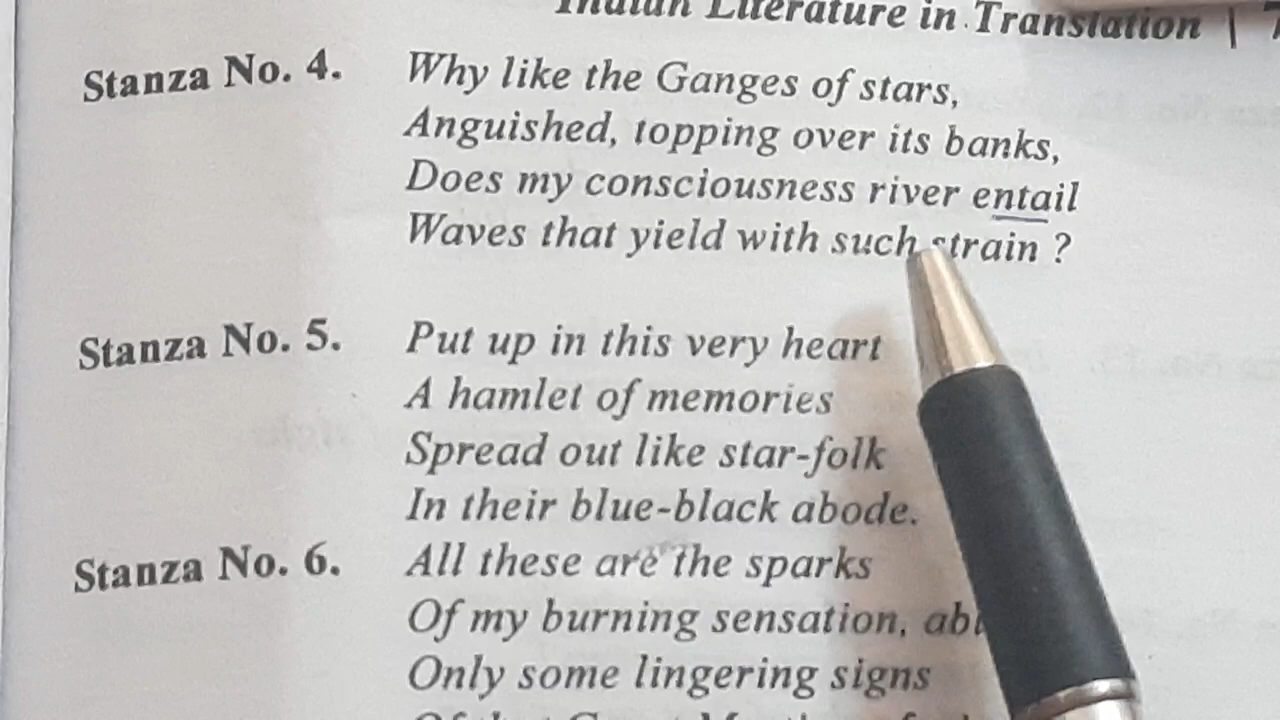 Indian Literature in Translation |
Stanza No. 4. Why like the Ganges of stars,
Anguished, topping over its banks,
Does my consciousness river entail
Waves that yield with such strain ?
Stanza No. 5. Put up in this very heart
A hamlet of memories
Spread out like star-folk
In their blue-black abode.
Stanza No. 6. All these are the sparks
Of my burning sensation,
Only some lingering signs